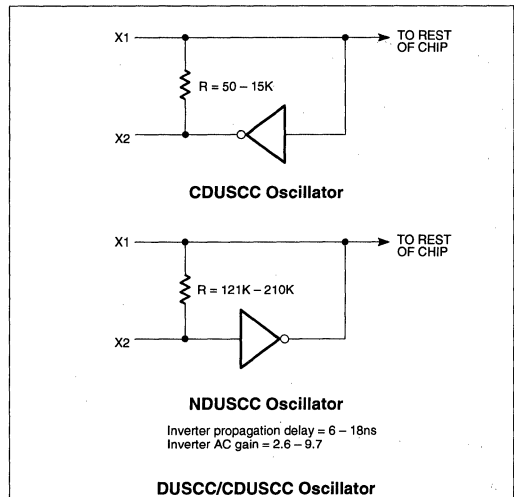 X1
TO REST
OF CHIP
R = 50 – 15K
X2
CDUSCC Oscillator
X1
TO REST
OF CHIP
R = 121K – 210K
X2
NDUSCC Oscillator
Inverter propagation delay = 6 – 18ns
Inverter AC gain = 2.6 – 9.7
DUSCC/CDUSCC Oscillator